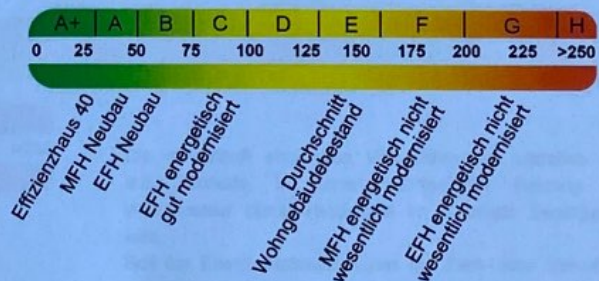 A+ A B C D E F G H
0 25 50 75 100 125 150 175 200 225 >250
Effizienzhaus 40
MFH Neubau
EFH Neubau
EFH energetisch
gut modernisiert
Durchschnitt
Wohngebäudebestand
MFH energetisch nicht
wesentlich modernisiert
EFH energetisch nicht
wesentlich modernisiert